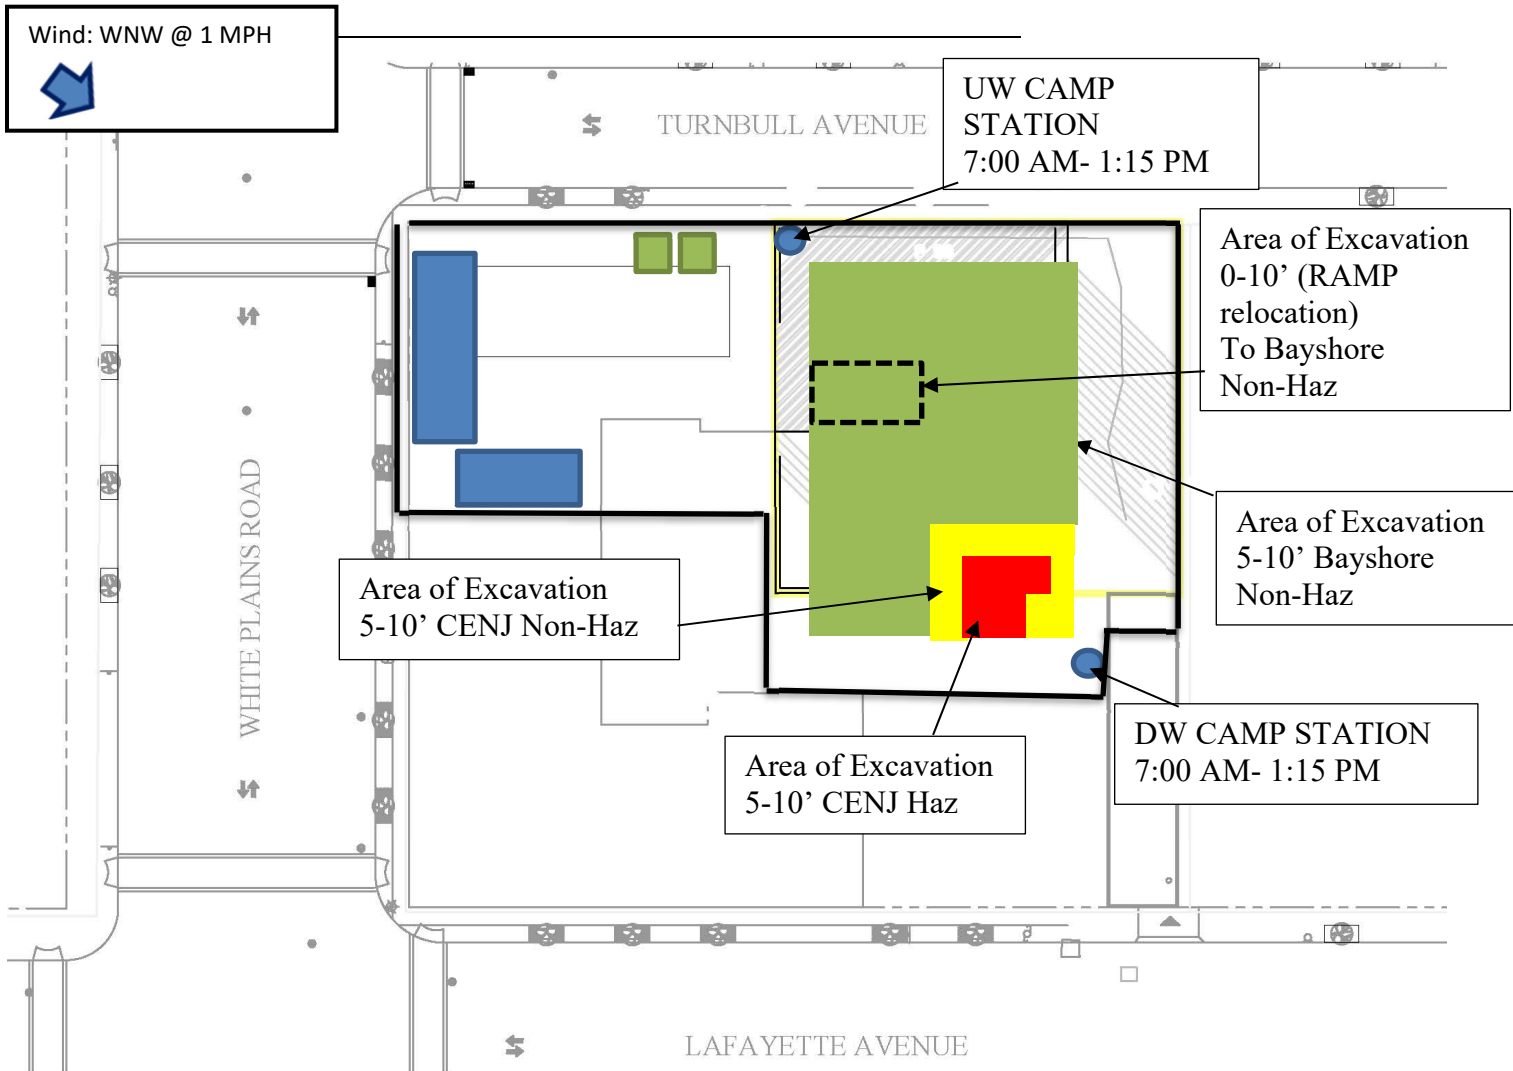 Wind: WNW @ 1 MPH
TURNBULL AVENUE
UW CAMP
STATION
7:00 AM- 1:15 PM
Area of Excavation
0-10’ (RAMP
relocation)
To Bayshore
Non-Haz
WHITE PLAINS ROAD
Area of Excavation
5-10’ Bayshore
Non-Haz
Area of Excavation
5-10’ CENJ Non-Haz
Area of Excavation
5-10’ CENJ Haz
DW CAMP STATION
7:00 AM- 1:15 PM
LAFAYETTE AVENUE